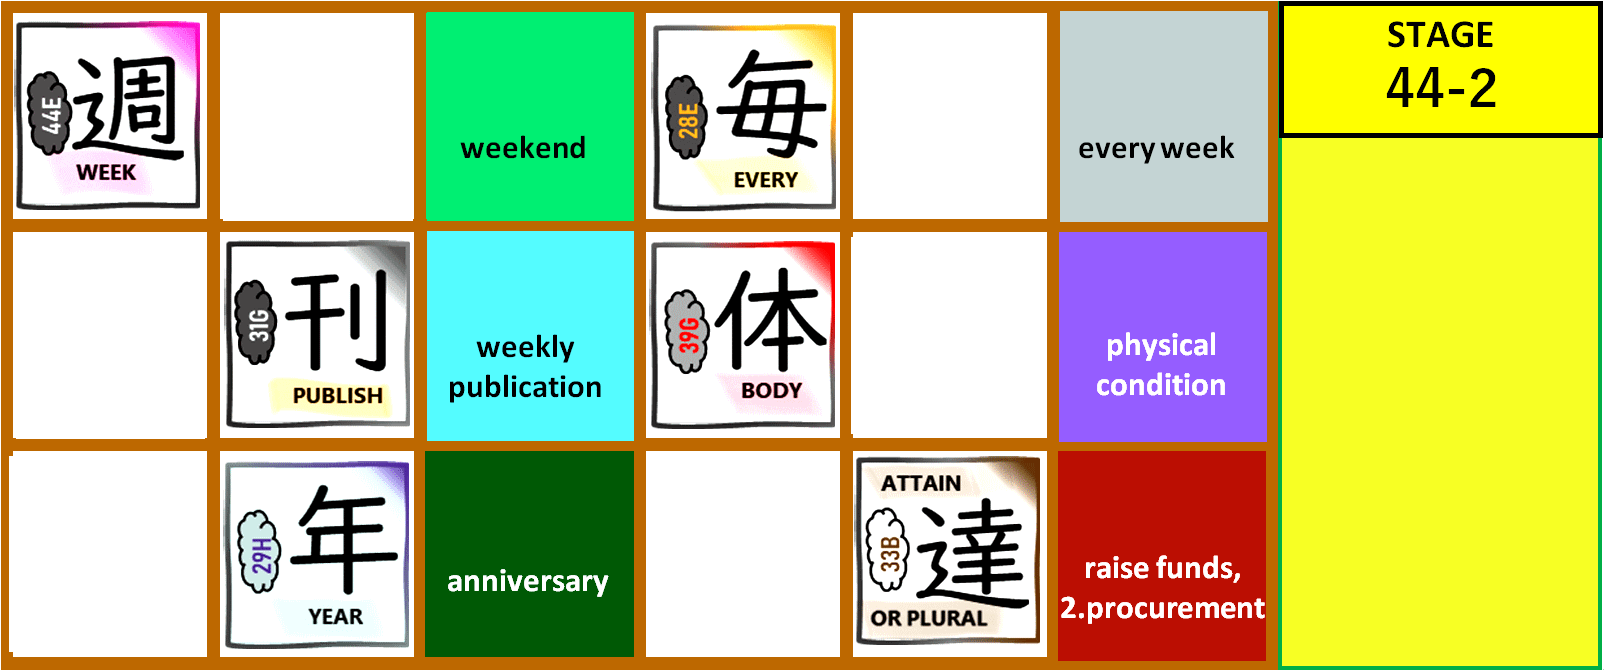 44E
週
WEEK
weekend
28E
毎
EVERY
every week
STAGE
44-2
31G
刊
PUBLISH
weekly
publication
39G
体
BODY
physical
condition
29H
年
YEAR
anniversary
ATTAIN
33B
達
OR PLURAL
raise funds,
2.procurement